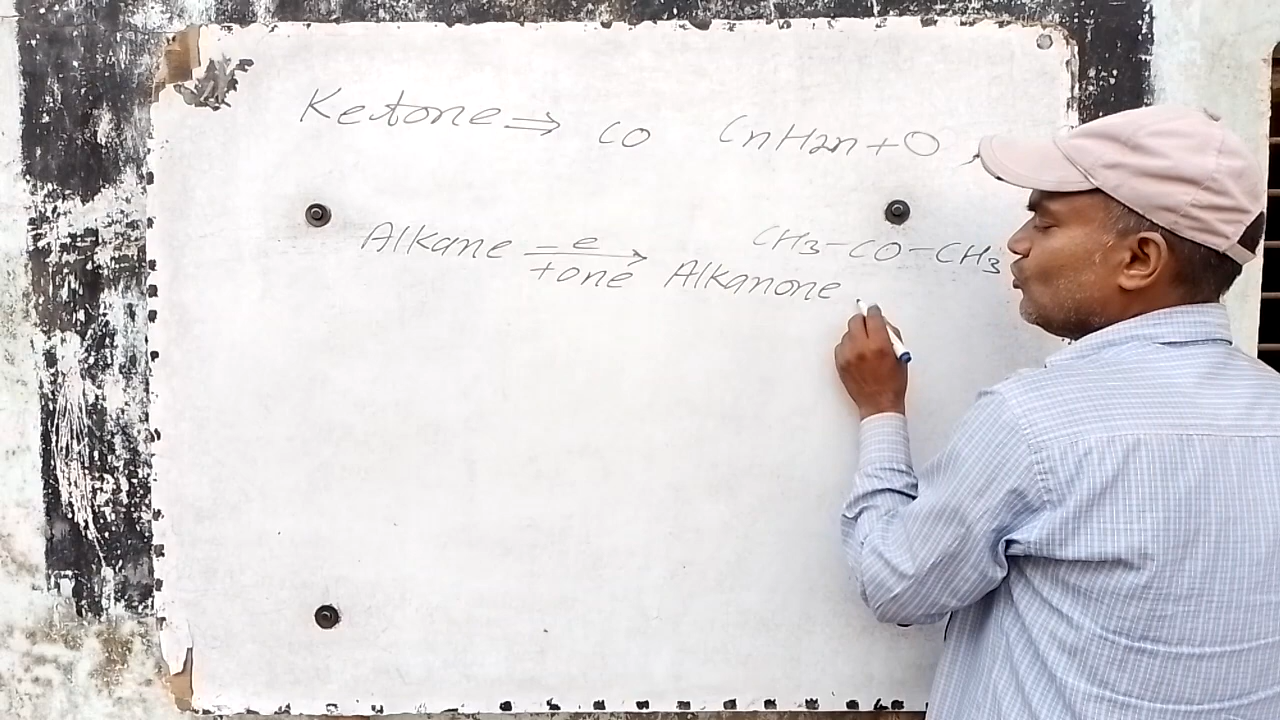 Ketone ⇒ CO CnH2n+O
Alkane -e → +one Alkanone
CH3-CO-CH3